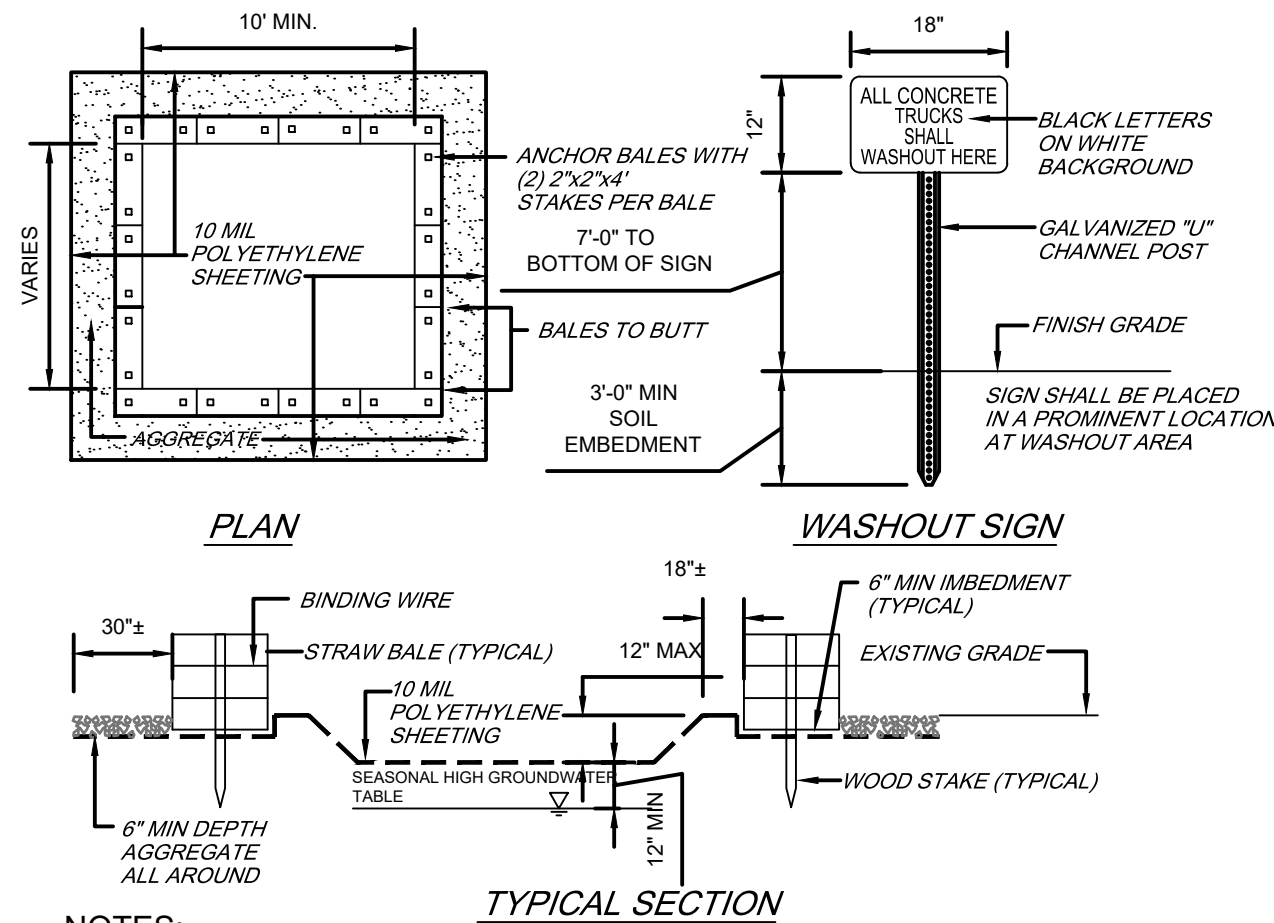 10' MIN.
VARIES
10 MIL
POLYETHYLENE
SHEETING
AGGREGATE
ANCHOR BALES WITH
(2) 2"x2"x4'
STAKES PER BALE
BALES TO BUTT
PLAN
18"
12"
ALL CONCRETE
TRUCKS
SHALL
WASHOUT HERE
BLACK LETTERS
ON WHITE
BACKGROUND
7'-0" TO
BOTTOM OF SIGN
GALVANIZED "U"
CHANNEL POST
FINISH GRADE
3'-0" MIN
SOIL
EMBEDMENT
SIGN SHALL BE PLACED
IN A PROMINENT LOCATION
AT WASHOUT AREA
WASHOUT SIGN
30"±
BINDING WIRE
STRAW BALE (TYPICAL)
10 MIL
POLYETHYLENE
SHEETING
12" MAX
18"±
6" MIN IMBEDMENT
(TYPICAL)
EXISTING GRADE
SEASONAL HIGH GROUNDWATER
TABLE
12" MIN
WOOD STAKE (TYPICAL)
6" MIN DEPTH
AGGREGATE
ALL AROUND
TYPICAL SECTION
NOTES: